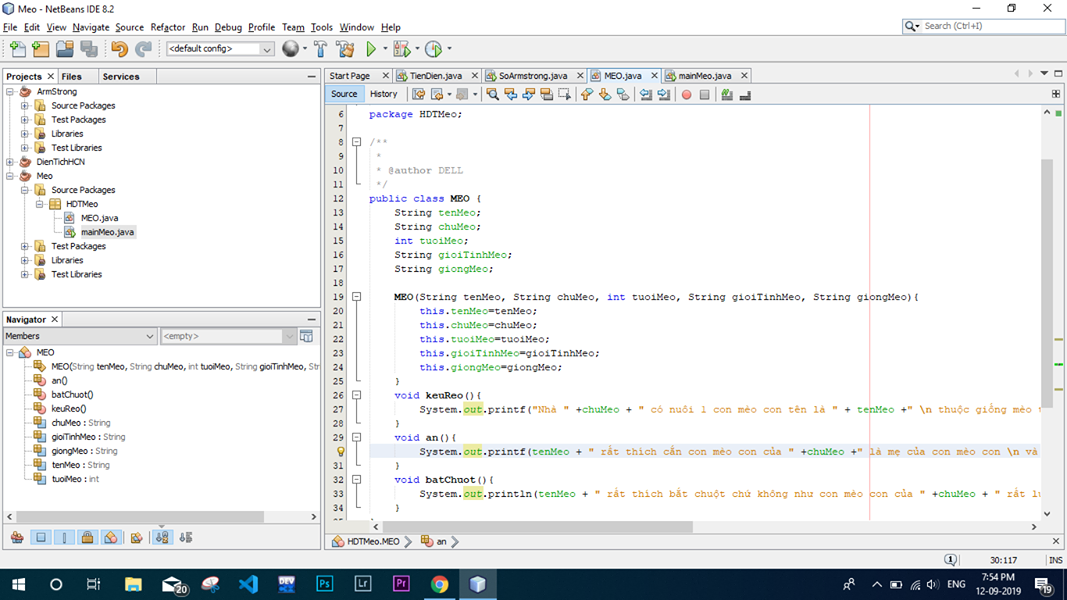 Meo - NetBeans IDE 8.2
File Edit View Navigate Source Refactor Run Debug Profile Team Tools Window Help
Search (Ctrl+I)
<default config>
Projects Files Services
ArmStrong
Source Packages
Test Packages
Libraries
Test Libraries
DienTichHCN
Meo
Source Packages
HDTMeo
MEO.java
mainMeo.java
Test Packages
Libraries
Test Libraries
Navigator
Members <empty>
MEO
MEO(String tenMeo, String chuMeo, int tuoiMeo, String gioiTinhMeo, Str
an()
batChuot()
keuReo()
chuMeo : String
gioiTinhMeo : String
giongMeo : String
tenMeo : String
tuoiMeo : int
Start Page TienDien.java SoArmstrong.java MEO.java mainMeo.java
Source History
6 package HDTMeo;
7
8 /**
9 *
10 * @author DELL
11 */
12 public class MEO {
13 String tenMeo;
14 String chuMeo;
15 int tuoiMeo;
16 String gioiTinhMeo;
17 String giongMeo;
18
19 MEO(String tenMeo, String chuMeo, int tuoiMeo, String gioiTinhMeo, String giongMeo){
20 this.tenMeo=tenMeo;
21 this.chuMeo=chuMeo;
22 this.tuoiMeo=tuoiMeo;
23 this.gioiTinhMeo=gioiTinhMeo;
24 this.giongMeo=giongMeo;
25 }
26 void keuReo(){
27 System.out.printf("Nhà " +chuMeo + " có nuôi 1 con mèo con tên là " + tenMeo +" \n thuộc giống mèo
28 }
29 void an(){
System.out.printf(tenMeo + " rất thích cắn con mèo con của " +chuMeo +" là mẹ của con mèo con \n và
31 }
32 void batChuot(){
33 System.out.println(tenMeo + " rất thích bắt chuột chứ không như con mèo con của " +chuMeo + " rất
34 }
HDTMeo.MEO an
1 30:117 INS
20 DEV Ps Lr Pr ENG 7:54 PM 12-09-2019 19